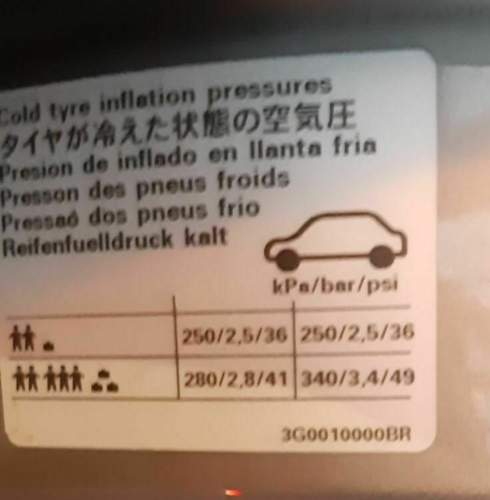 Cold tyre inflation pressures
タイヤが冷えた状態の空気圧
Presion de inflado en llanta fria
Presson des pneus froids
Pressaó dos pneus frio
Reifenfuelldruck kalt
kPa/bar/psi
250/2,5/36 250/2,5/36
280/2,8/41 340/3,4/49
3G0010000BR